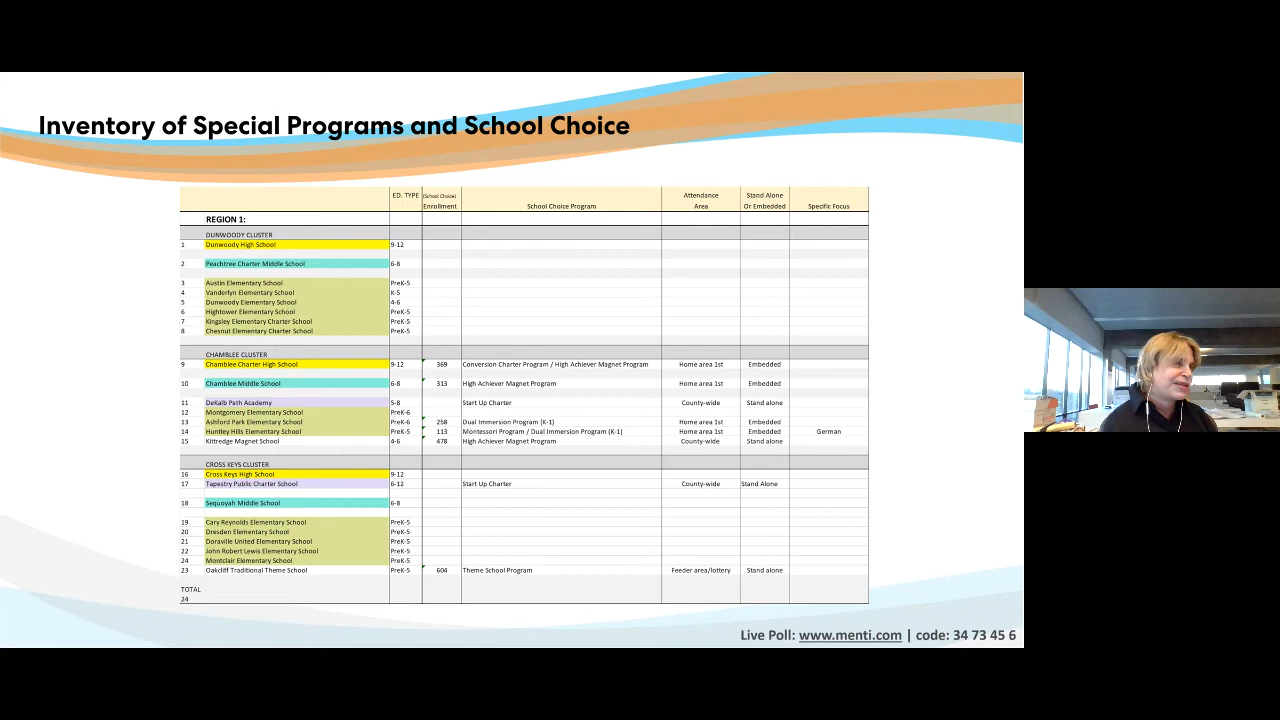 Inventory of Special Programs and School Choice
ED. TYPE (School Choice) Enrollment School Choice Program Attendance Area Stand Alone Or Embedded Specific Focus
REGION 1:
DUNWOODY CLUSTER
1 Dunwoody High School 9-12
2 Peachtree Charter Middle School 6-8
3 Austin Elementary School PreK-5
4 Vanderlyn Elementary School K-5
5 Dunwoody Elementary School 4-6
6 Hightower Elementary School PreK-5
7 Kingsley Elementary Charter School PreK-5
8 Chesnut Elementary Charter School PreK-5
CHAMBLEE CLUSTER
9 Chamblee Charter High School 9-12 369 Conversion Charter Program / High Achiever Magnet Program Home area 1st Embedded
10 Chamblee Middle School 6-8 313 High Achiever Magnet Program Home area 1st Embedded
11 DeKalb Path Academy 5-8 Start Up Charter County-wide Stand alone
12 Montgomery Elementary School PreK-6
13 Ashford Park Elementary School PreK-6 258 Dual Immersion Program (K-1) Home area 1st Embedded
14 Huntley Hills Elementary School PreK-5 113 Montessori Program / Dual Immersion Program (K-1) Home area 1st Embedded German
15 Kittredge Magnet School 4-6 478 High Achiever Magnet Program County-wide Stand alone
CROSS KEYS CLUSTER
16 Cross Keys High School 9-12
17 Tapestry Public Charter School 6-12 Start Up Charter County-wide Stand Alone
18 Sequoyah Middle School 6-8
19 Cary Reynolds Elementary School PreK-5
20 Dresden Elementary School PreK-5
21 Doraville United Elementary School PreK-5
22 John Robert Lewis Elementary School PreK-5
24 Montclair Elementary School PreK-5
23 Oakcliff Traditional Theme School PreK-5 604 Theme School Program Feeder area/lottery Stand alone
TOTAL
24
Live Poll: www.menti.com | code: 34 73 45 6